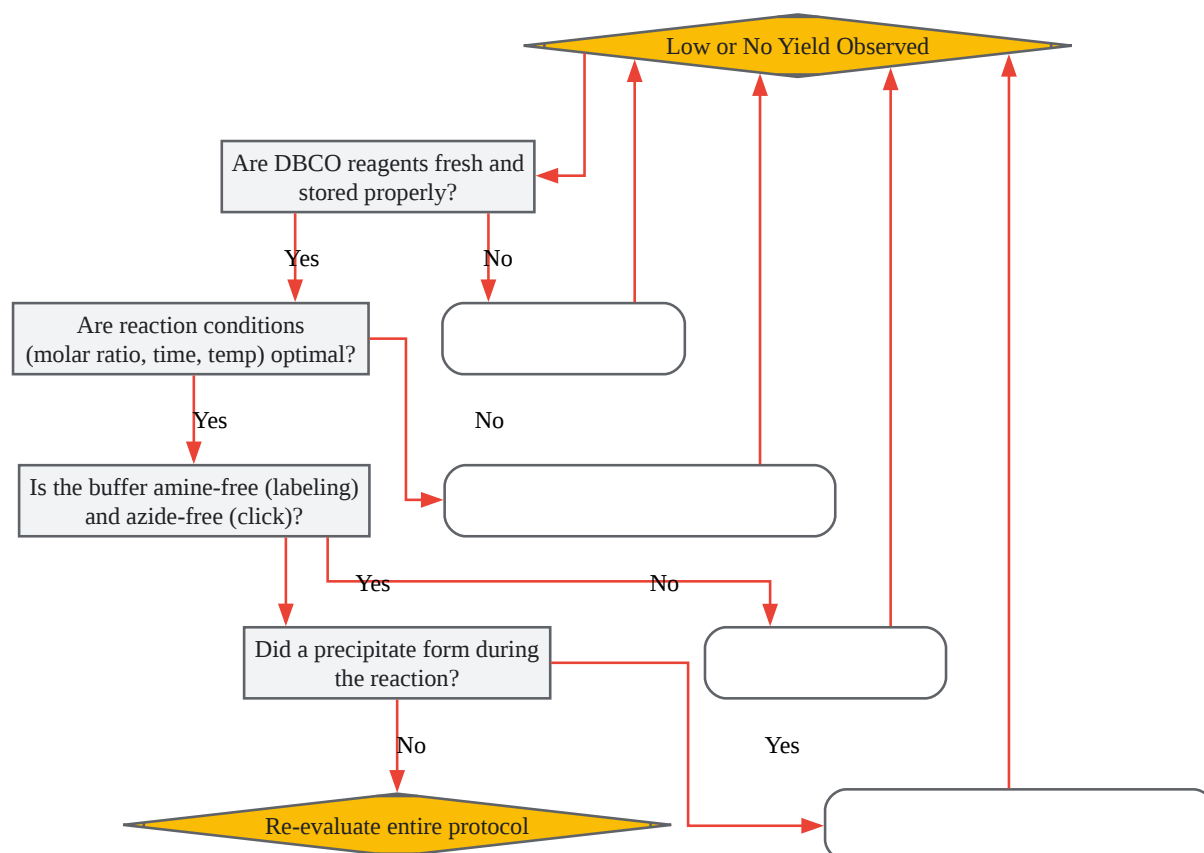 Low or No Yield Observed
Are DBCO reagents fresh and
stored properly?
Yes
No
Are reaction conditions
(molar ratio, time, temp) optimal?
Yes
No
Is the buffer amine-free (labeling)
and azide-free (click)?
Yes
No
Did a precipitate form during
the reaction?
No
Yes
Re-evaluate entire protocol